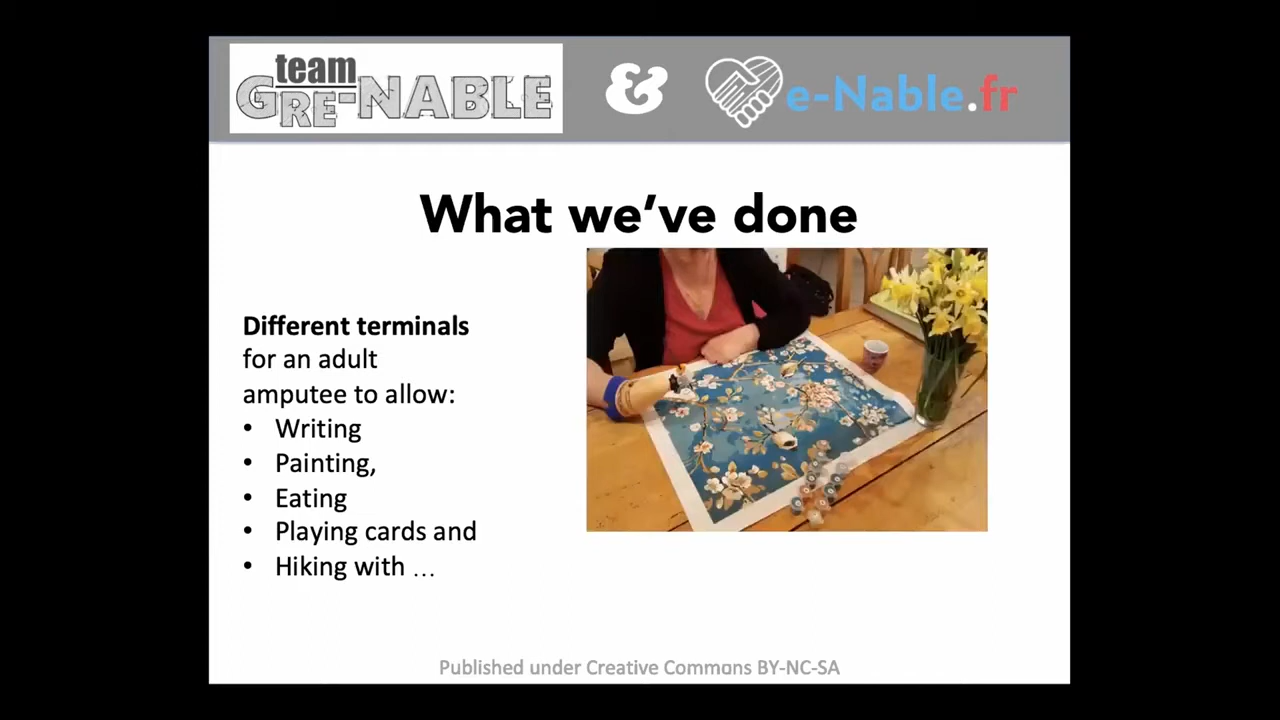 team
GRE-NABLE
&
e-Nable.fr
What we've done
Different terminals
for an adult
amputee to allow:
• Writing
• Painting,
• Eating
• Playing cards and
• Hiking with …
Published under Creative Commons BY-NC-SA